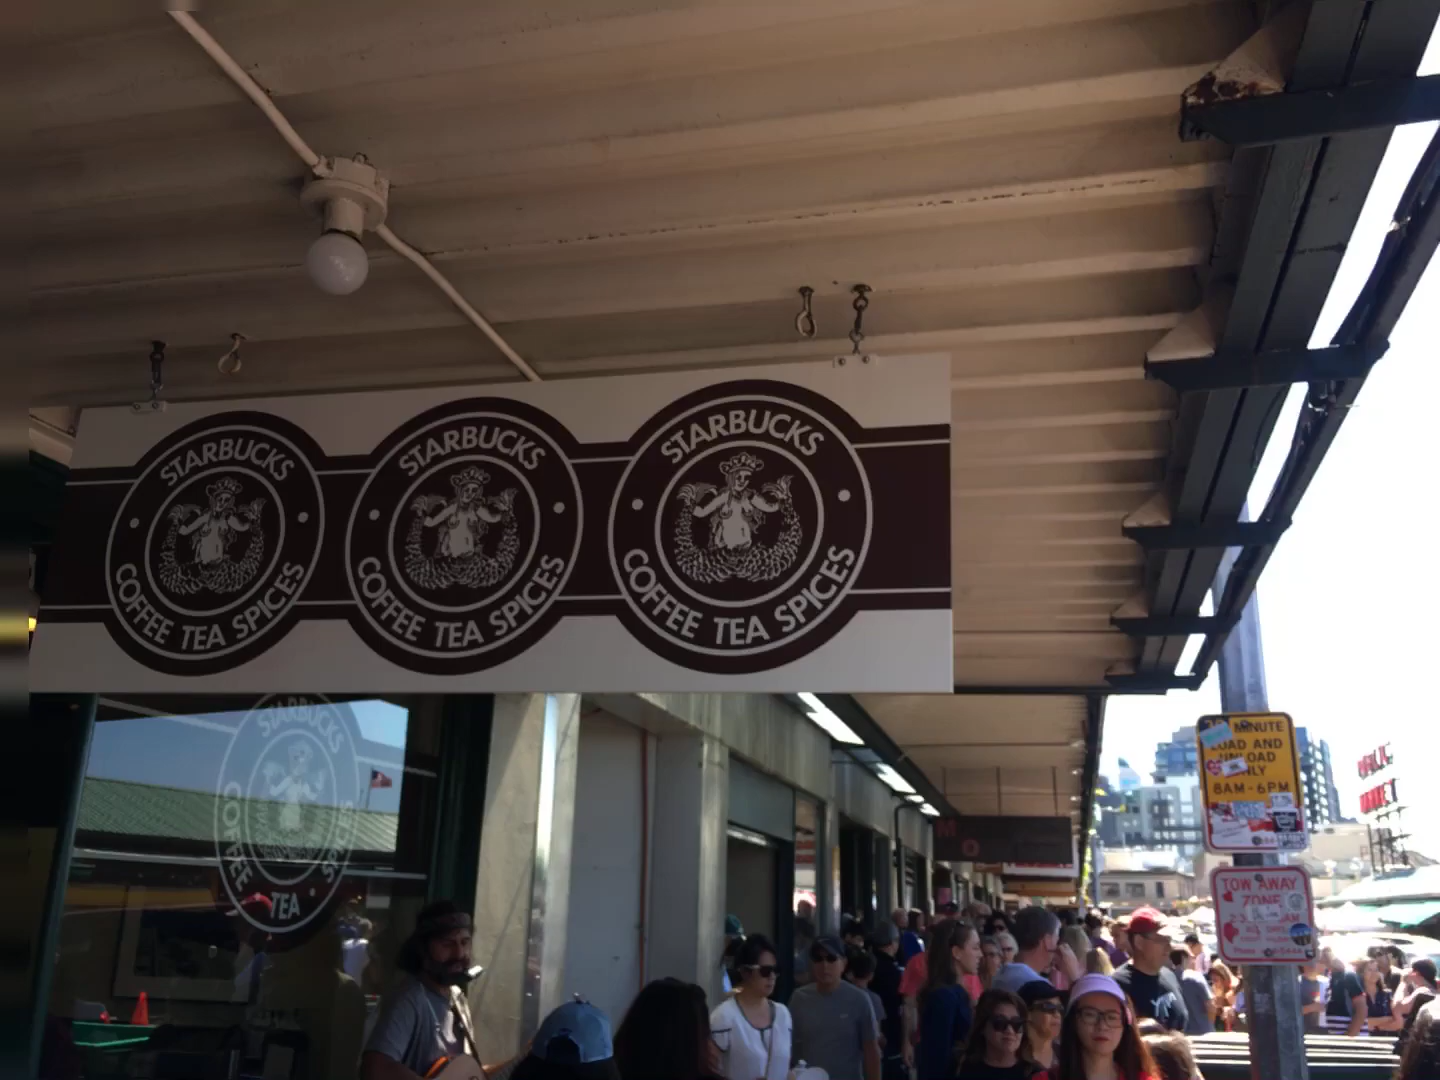 STARBUCKS
COFFEE TEA SPICES
STARBUCKS
COFFEE TEA SPICES
STARBUCKS
COFFEE TEA SPICES
STARBUCKS
COFFEE TEA SPICES
MINUTE
LOAD AND
UNLOAD
ONLY
8AM-6PM
TOW AWAY
ZONE
MARKET